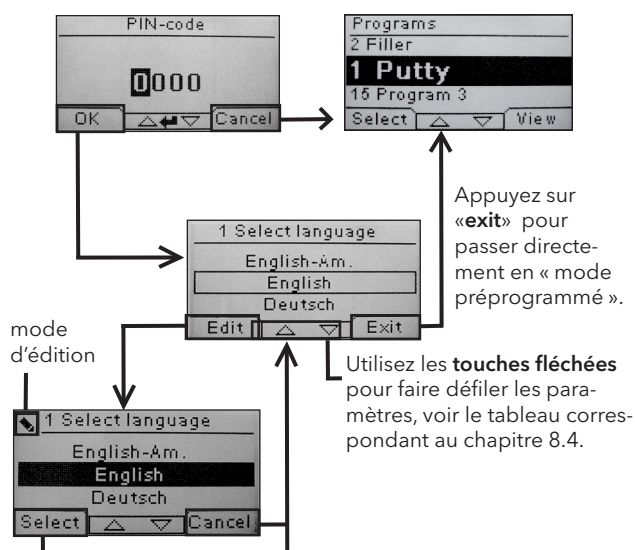 PIN-code
0000
OK
Cancel
Programs
2 Filler
1 Putty
15 Program 3
Select
View
Appuyez sur
«exit» pour
passer directe-
ment en « mode
préprogrammé ».
1 Select language
English-Am.
English
Deutsch
Edit
Exit
mode
d'édition
Utilisez les touches fléchées
pour faire défiler les para-
mètres, voir le tableau corres-
pondant au chapitre 8.4.
1 Select language
English-Am.
English
Deutsch
Select
Cancel